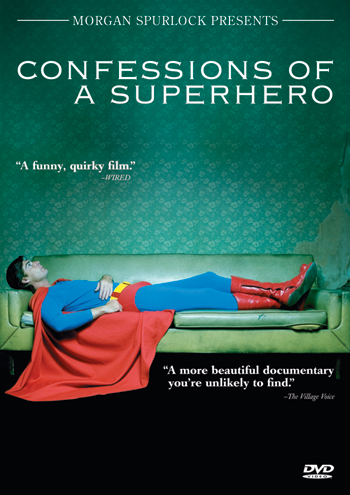 MORGAN SPURLOCK PRESENTS
CONFESSIONS OF
A SUPERHERO
“A funny, quirky film.”
–WIRED
“A more beautiful documentary
you’re unlikely to find.”
–The Village Voice
DVD
VIDEO